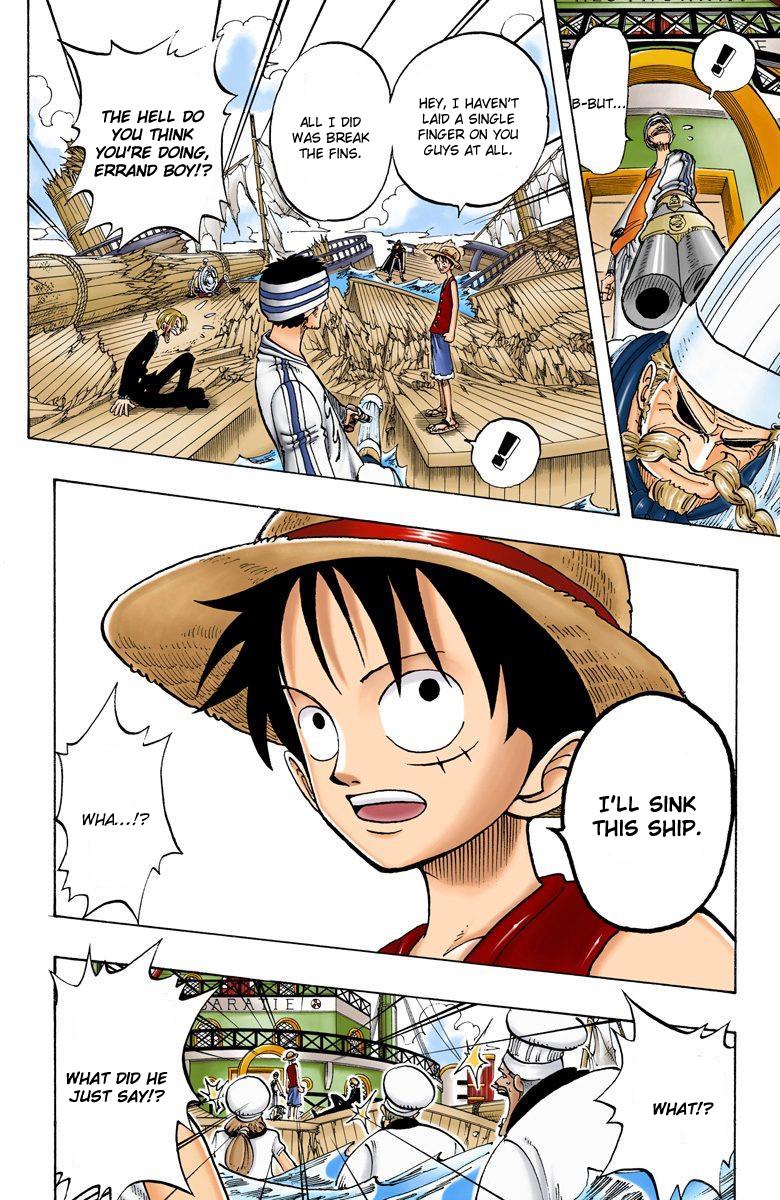 !
B-BUT...
HEY, I HAVEN'T
LAID A SINGLE
FINGER ON YOU
GUYS AT ALL.
ALL I DID
WAS BREAK
THE FINS.
THE HELL DO
YOU THINK
YOU'RE DOING,
ERRAND BOY!?
!
I'LL SINK
THIS SHIP.
WHA...!?
WHAT!?
ARATIE
WHAT DID HE
JUST SAY!?